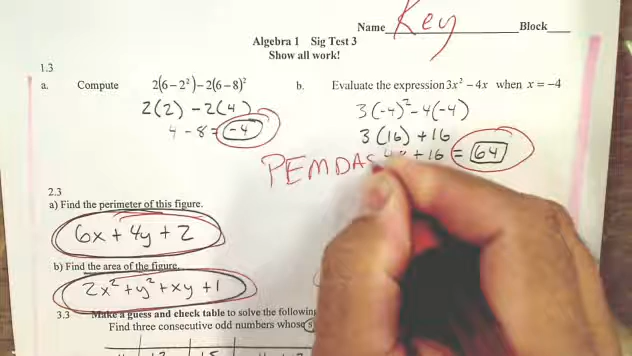 Name Key Block
Algebra 1 Sig Test 3
Show all work!
1.3
a. Compute 2(6–2²)–2(6–8)²
2(2) – 2(4)
4 – 8 = –4
b. Evaluate the expression 3x² – 4x when x = –4
3(–4)² – 4(–4)
3(16) + 16
48 + 16 = 64
PEMDAS
2.3
a) Find the perimeter of this figure.
6x + 4y + 2
b) Find the area of the figure.
2x² + y² + xy + 1
3.3 Make a guess and check table to solve the following
Find three consecutive odd numbers whose